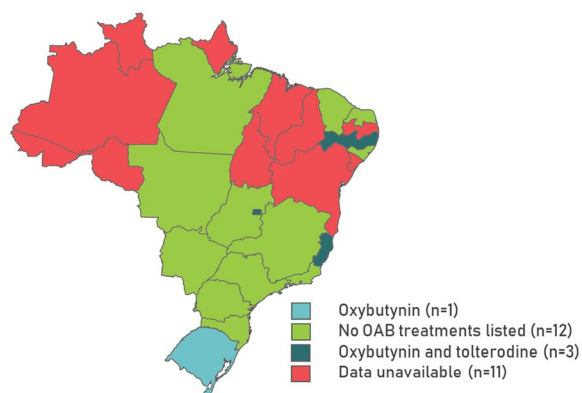 Oxybutynin (n=1)
No OAB treatments listed (n=12)
Oxybutynin and tolterodine (n=3)
Data unavailable (n=11)